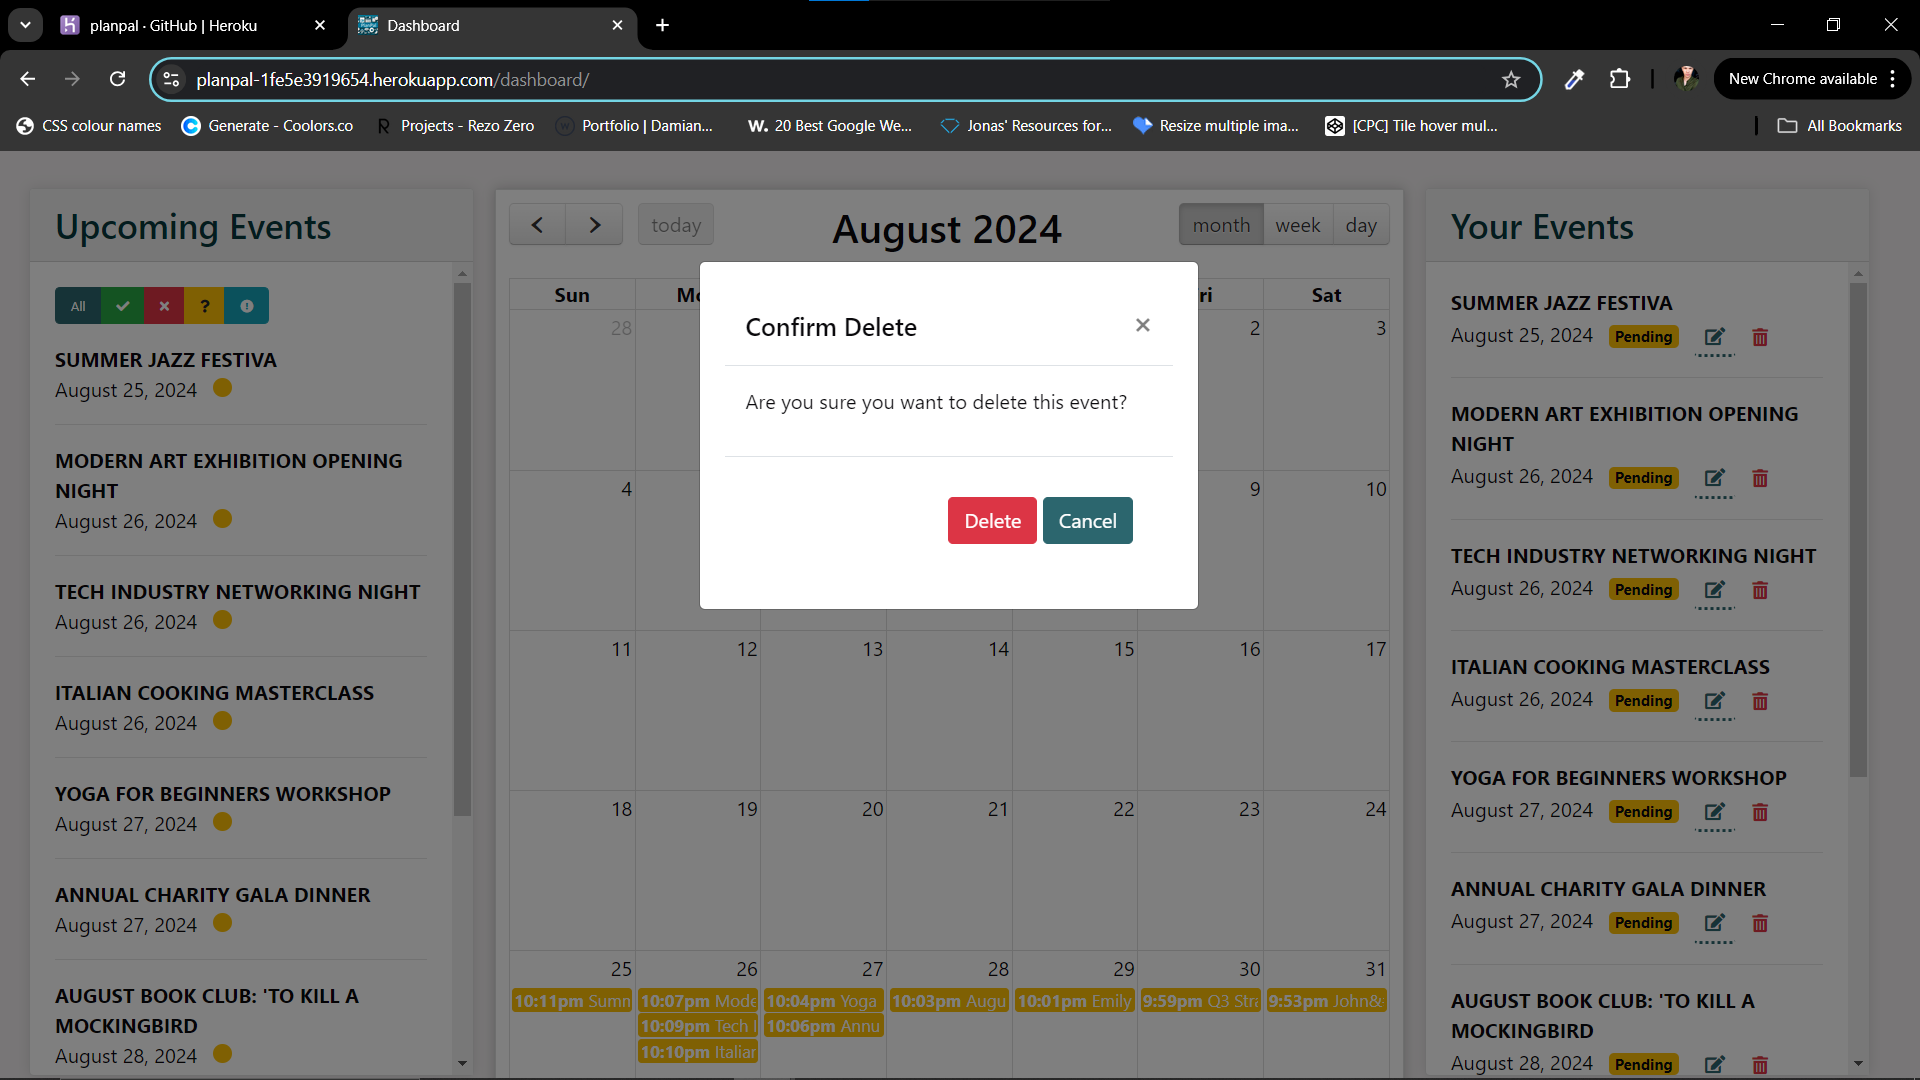 planpal · GitHub | Heroku
Dashboard
planpal-1fe5e3919654.herokuapp.com/dashboard/
New Chrome available
CSS colour names
Generate - Coolors.co
Projects - Rezo Zero
Portfolio | Damian...
20 Best Google We...
Jonas' Resources for...
Resize multiple ima...
[CPC] Tile hover mul...
All Bookmarks
Upcoming Events
All
?
SUMMER JAZZ FESTIVA
August 25, 2024
MODERN ART EXHIBITION OPENING
NIGHT
August 26, 2024
TECH INDUSTRY NETWORKING NIGHT
August 26, 2024
ITALIAN COOKING MASTERCLASS
August 26, 2024
YOGA FOR BEGINNERS WORKSHOP
August 27, 2024
ANNUAL CHARITY GALA DINNER
August 27, 2024
AUGUST BOOK CLUB: 'TO KILL A
MOCKINGBIRD
August 28, 2024
today
August 2024
month week day
Sun Sat
28 2 3
4 9 10
11 12 13 14 15 16 17
18 19 20 21 22 23 24
25 26 27 28 29 30 31
10:11pm Sumn 10:07pm Mode 10:04pm Yoga 10:03pm Augu 10:01pm Emily 9:59pm Q3 Stra 9:53pm John&
10:09pm Tech 10:06pm Annu
10:10pm Italiar
Confirm Delete
Are you sure you want to delete this event?
Delete Cancel
Your Events
SUMMER JAZZ FESTIVA
August 25, 2024 Pending
MODERN ART EXHIBITION OPENING
NIGHT
August 26, 2024 Pending
TECH INDUSTRY NETWORKING NIGHT
August 26, 2024 Pending
ITALIAN COOKING MASTERCLASS
August 26, 2024 Pending
YOGA FOR BEGINNERS WORKSHOP
August 27, 2024 Pending
ANNUAL CHARITY GALA DINNER
August 27, 2024 Pending
AUGUST BOOK CLUB: 'TO KILL A
MOCKINGBIRD
August 28, 2024 Pending